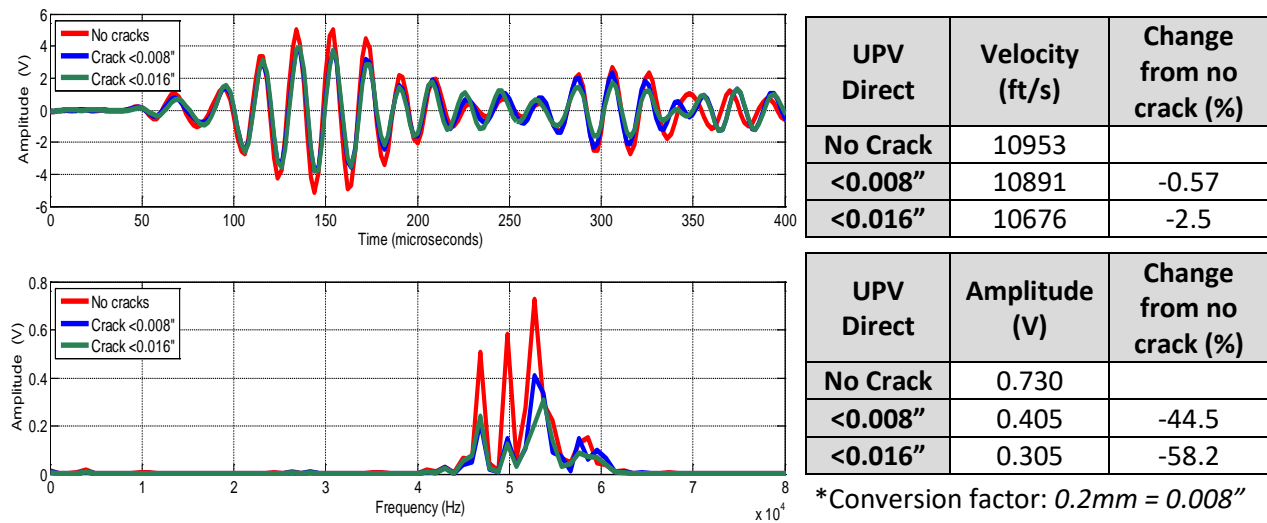 6
4
2
0
-2
-4
-6
Amplitude (V)
No cracks
Crack <0.008"
Crack <0.016"
0 50 100 150 200 250 300 350 400
Time (microseconds)
0.8
0.6
0.4
0.2
0
Amplitude (V)
No cracks
Crack <0.008"
Crack <0.016"
0 1 2 3 4 5 6 7 8
Frequency (Hz)
x 10^4
UPV Direct Velocity (ft/s) Change from no crack (%)
No Crack 10953
<0.008” 10891 -0.57
<0.016” 10676 -2.5
UPV Direct Amplitude (V) Change from no crack (%)
No Crack 0.730
<0.008” 0.405 -44.5
<0.016” 0.305 -58.2
*Conversion factor: 0.2mm = 0.008”